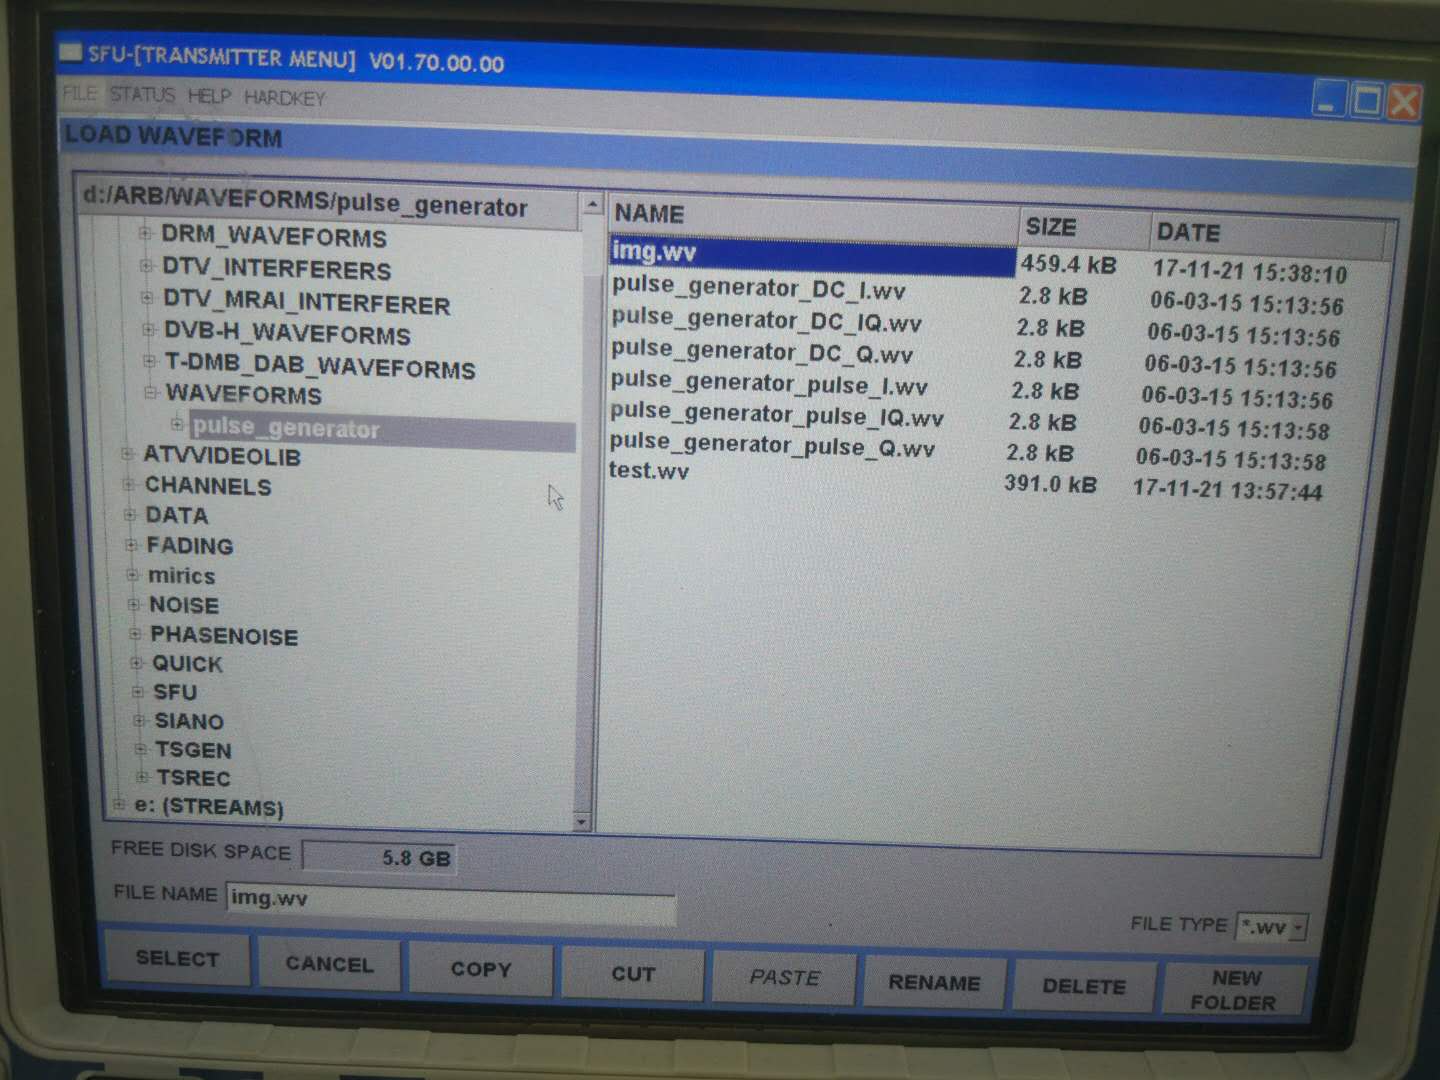 SFU-[TRANSMITTER MENU] V01.70.00.00
FILE STATUS HELP HARDKEY
LOAD WAVEFORM
d:/ARB/WAVEFORMS/pulse_generator
DRM_WAVEFORMS
DTV_INTERFERERS
DTV_MRAI_INTERFERER
DVB-H_WAVEFORMS
T-DMB_DAB_WAVEFORMS
WAVEFORMS
pulse_generator
ATVVIDEOLIB
CHANNELS
DATA
FADING
mirics
NOISE
PHASENOISE
QUICK
SFU
SIANO
TSGEN
TSREC
e: (STREAMS)
NAME SIZE DATE
img.wv 459.4 kB 17-11-21 15:38:10
pulse_generator_DC_I.wv 2.8 kB 06-03-15 15:13:56
pulse_generator_DC_IQ.wv 2.8 kB 06-03-15 15:13:56
pulse_generator_DC_Q.wv 2.8 kB 06-03-15 15:13:56
pulse_generator_pulse_I.wv 2.8 kB 06-03-15 15:13:56
pulse_generator_pulse_IQ.wv 2.8 kB 06-03-15 15:13:58
pulse_generator_pulse_Q.wv 2.8 kB 06-03-15 15:13:58
test.wv 391.0 kB 17-11-21 13:57:44
FREE DISK SPACE 5.8 GB
FILE NAME img.wv
FILE TYPE *.wv
SELECT CANCEL COPY CUT PASTE RENAME DELETE NEW
FOLDER